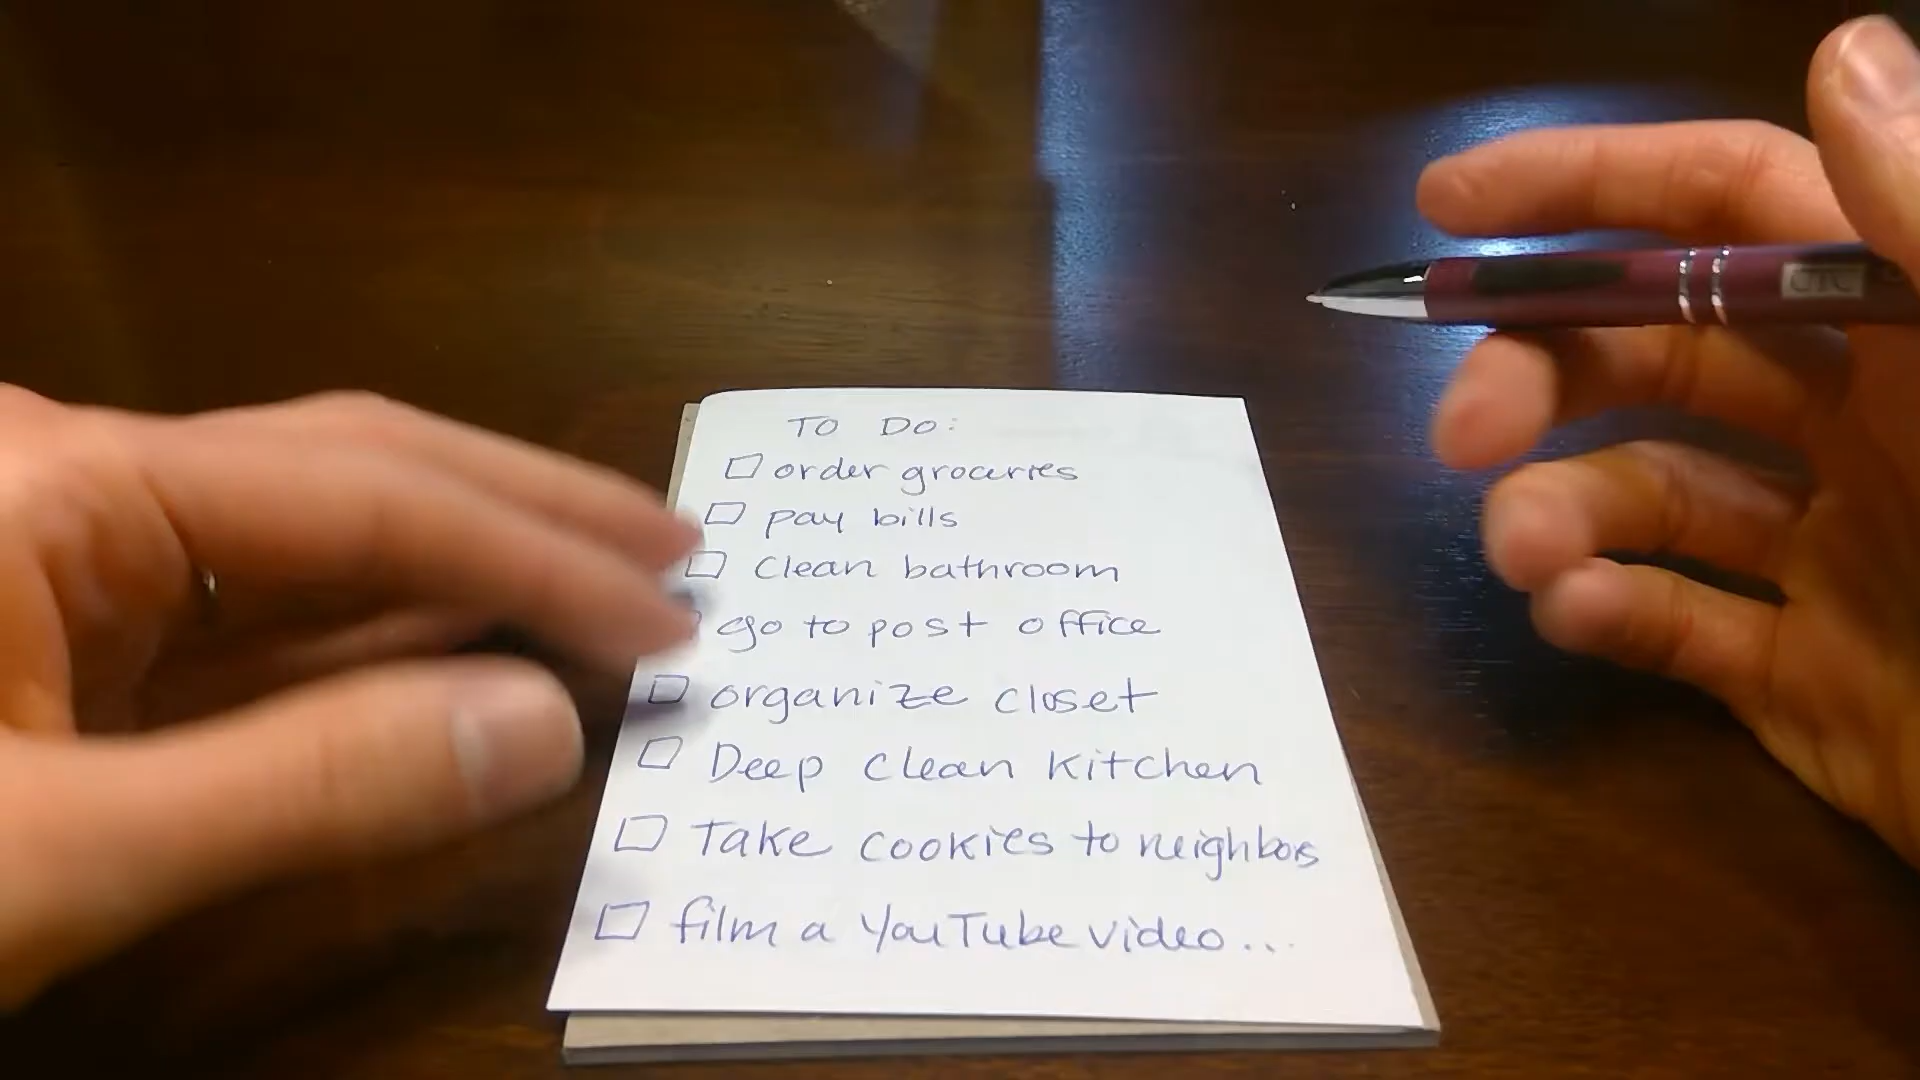 TO DO:
order groceries
pay bills
clean bathroom
go to post office
organize closet
Deep clean kitchen
Take cookies to neighbors
film a YouTube video...